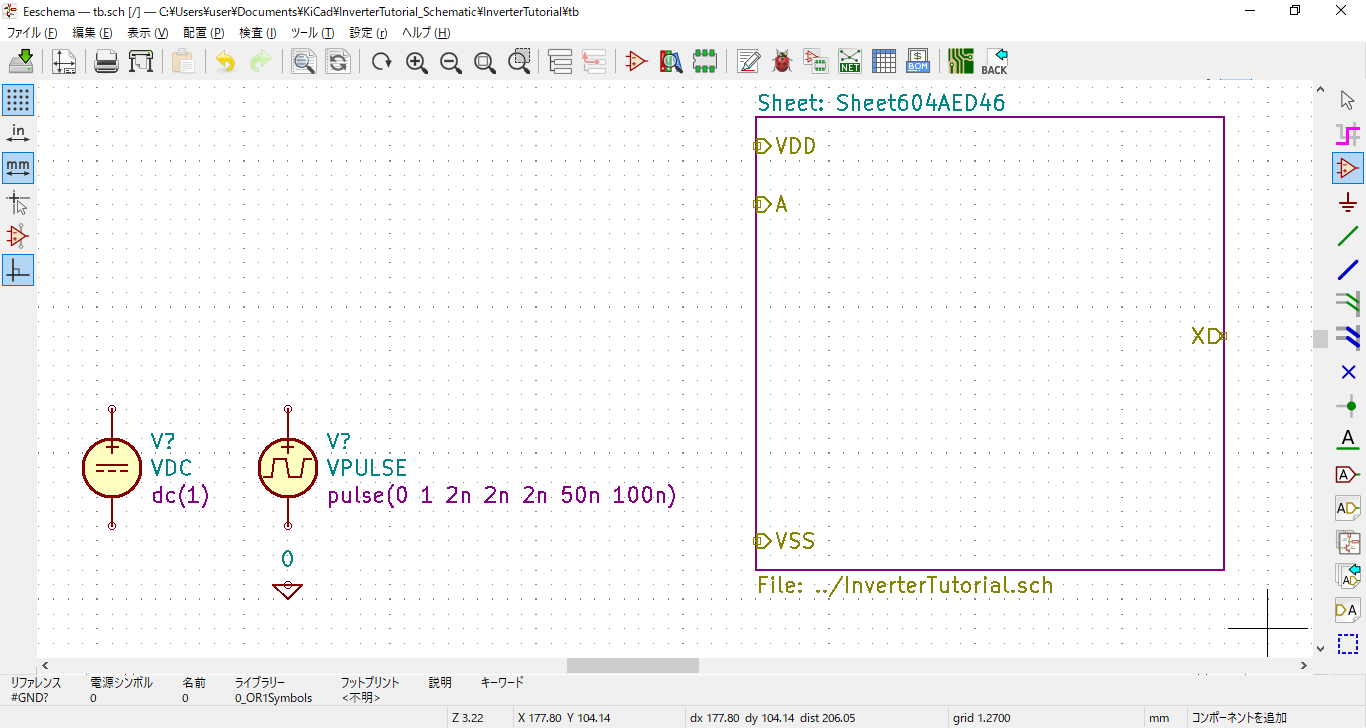 Eeschema — tb.sch [/] — C:¥Users¥user¥Documents¥KiCad¥InverterTutorial_Schematic¥InverterTutorial¥tb
ファイル (F) 編集 (E) 表示 (V) 配置 (P) 検査 (I) ツール (T) 設定 (r) ヘルプ (H)
NET BOM BACK
in
mm
Sheet: Sheet604AED46
VDD
A
X
VSS
File: ../InverterTutorial.sch
V?
VDC
dc(1)
V?
VPULSE
pulse(0 1 2n 2n 2n 50n 100n)
0
A
A
AD
AD
DA
リファレンス 電源シンボル 名前 ライブラリー フットプリント 説明 キーワード
#GND? 0 0 0_OR1Symbols <不明>
Z 3.22 X 177.80 Y 104.14 dx 177.80 dy 104.14 dist 206.05 grid 1.2700 mm コンポーネントを追加